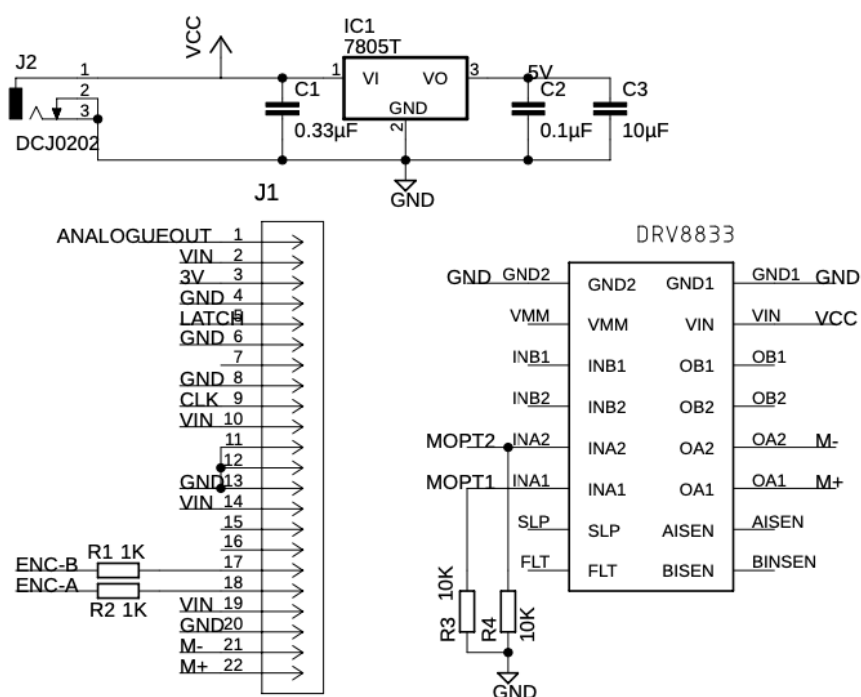 VCC
IC1
7805T
J2
1
2
3
DCJ0202
1 VI VO 3
GND
2
C1
0.33µF
5V
C2
0.1µF
C3
10µF
GND
J1
ANALOGUEOUT 1
VIN 2
3V 3
GND 4
LATCH 5
GND 6
7
GND 8
CLK 9
VIN 10
11
12
GND 13
VIN 14
15
16
ENC-B R1 1K 17
ENC-A R2 1K 18
VIN 19
GND 20
M- 21
M+ 22
DRV8833
GND GND2 GND2 GND1 GND1 GND
VMM VMM VIN VIN VCC
INB1 INB1 OB1 OB1
INB2 INB2 OB2 OB2
MOPT2 INA2 INA2 OA2 OA2 M-
MOPT1 INA1 INA1 OA1 OA1 M+
SLP SLP AISEN AISEN
FLT FLT BISEN BINSEN
R3 10K
R4 10K
GND